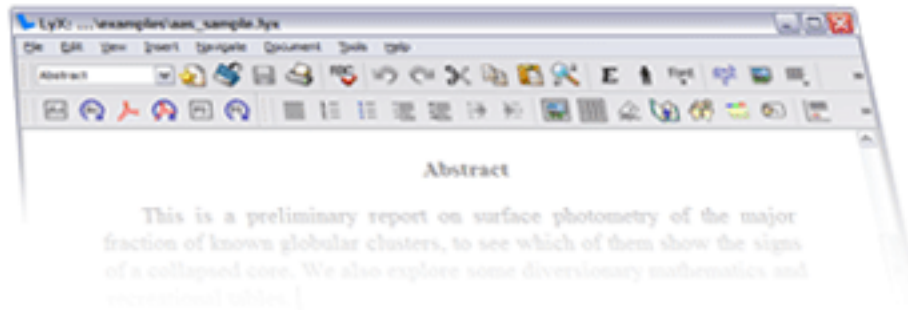 LyX: ...\examples\aas_sample.lyx
File Edit View Insert Navigate Document Tools Help
Abstract
Abstract
This is a preliminary report on surface photometry of the major
fraction of known globular clusters, to see which of them show the signs
of a collapsed core. We also explore some diversionary mathematics and
recreational tables.